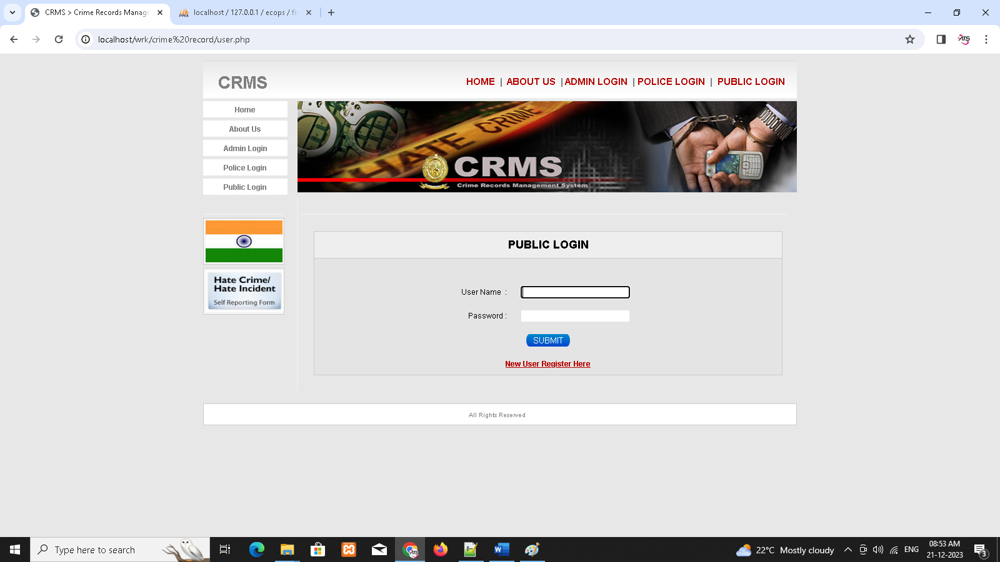 CRMS > Crime Records Manag
localhost / 127.0.0.1 / ecops / fi
localhost/wrk/crime%20record/user.php
CRMS
HOME | ABOUT US | ADMIN LOGIN | POLICE LOGIN | PUBLIC LOGIN
Home
About Us
Admin Login
Police Login
Public Login
HATE CRIME
CRMS
Crime Records Management System
Hate Crime/
Hate Incident
Self Reporting Form
PUBLIC LOGIN
User Name :
Password :
SUBMIT
New User Register Here
All Rights Reserved
Type here to search
22°C Mostly cloudy
ENG
08:53 AM
21-12-2023
3